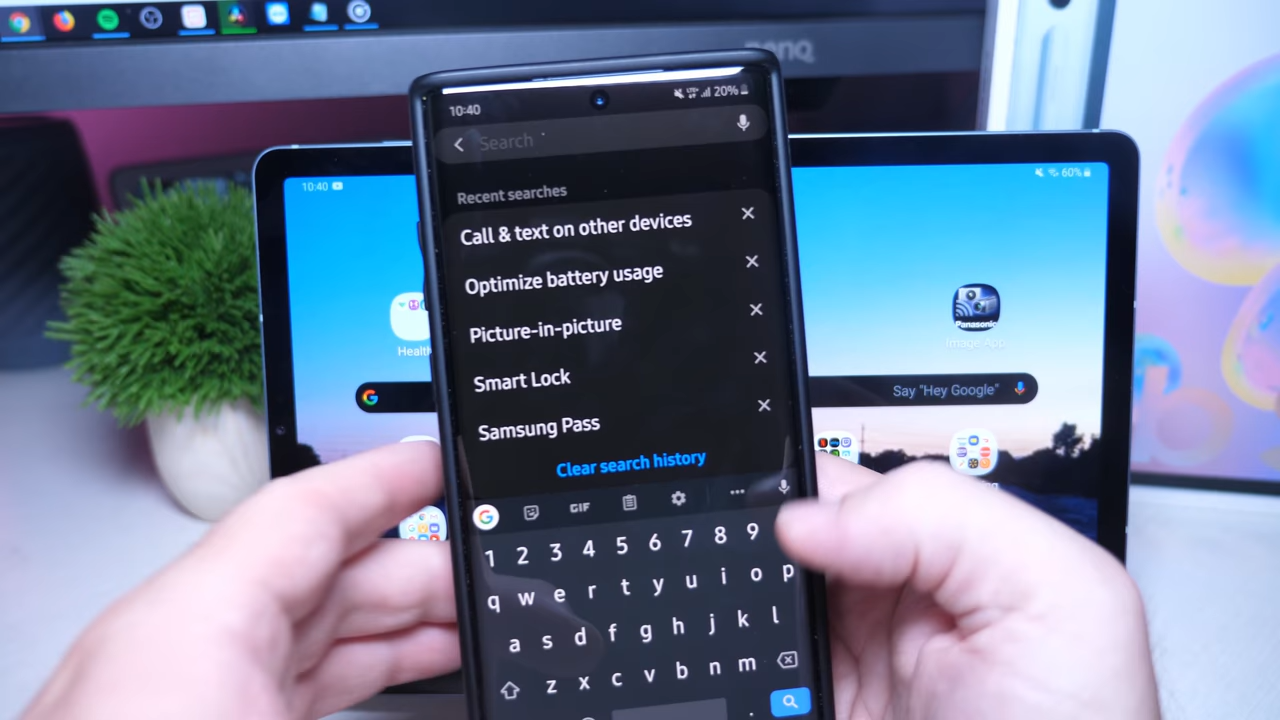 BenQ
10:40
LTE+
20%
Search
Recent searches
Call & text on other devices
Optimize battery usage
Picture-in-picture
Smart Lock
Samsung Pass
Clear search history
GIF
1 2 3 4 5 6 7 8 9
q w e r t y u i o p
a s d f g h j k l
z x c v b n m
.
10:40
60%
Health
Panasonic
Image App
G
Say "Hey Google"